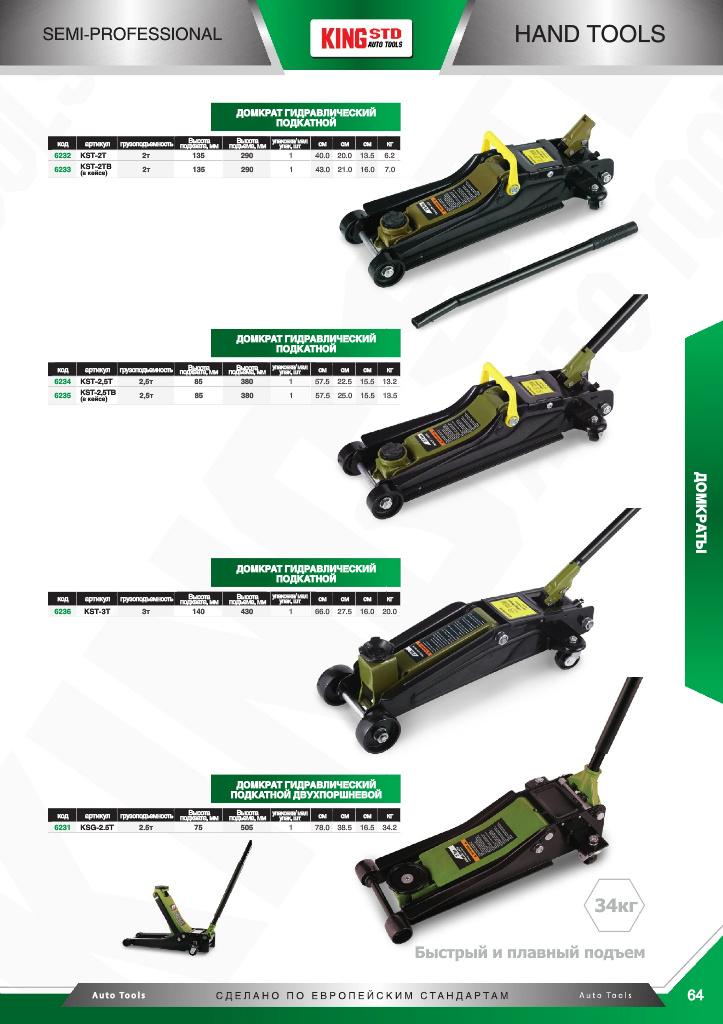 SEMI-PROFESSIONAL
KING STD
AUTO TOOLS
HAND TOOLS
ДОМКРАТ ГИДРАВЛИЧЕСКИЙ
ПОДКАТНОЙ
код артикул грузоподъемность Высота подхвата, мм Высота подъема, мм упаковка/мал упак, шт см см см кг
6232 KST-2T 2т 135 290 1 40.0 20.0 13.5 6.2
6233 KST-2TB (в кейсе) 2т 135 290 1 43.0 21.0 16.0 7.0
ДОМКРАТ ГИДРАВЛИЧЕСКИЙ
ПОДКАТНОЙ
код артикул грузоподъемность Высота подхвата, мм Высота подъема, мм упаковка/мал упак, шт см см см кг
6234 KST-2,5T 2,5т 85 380 1 57.5 22.5 15.5 13.2
6235 KST-2,5TB (в кейсе) 2,5т 85 380 1 57.5 25.0 15.5 13.5
ДОМКРАТЫ
ДОМКРАТ ГИДРАВЛИЧЕСКИЙ
ПОДКАТНОЙ
код артикул грузоподъемность Высота подхвата, мм Высота подъема, мм упаковка/мал упак, шт см см см кг
6236 KST-3T 3т 140 430 1 66.0 27.5 16.0 20.0
ДОМКРАТ ГИДРАВЛИЧЕСКИЙ
ПОДКАТНОЙ ДВУХПОРШНЕВОЙ
код артикул грузоподъемность Высота подхвата, мм Высота подъема, мм упаковка/мал упак, шт см см см кг
6231 KSG-2.5T 2.5т 75 505 1 78.0 38.5 16.5 34.2
34кг
Быстрый и плавный подъем
Auto Tools
СДЕЛАНО ПО ЕВРОПЕЙСКИМ СТАНДАРТАМ
Auto Tools
64